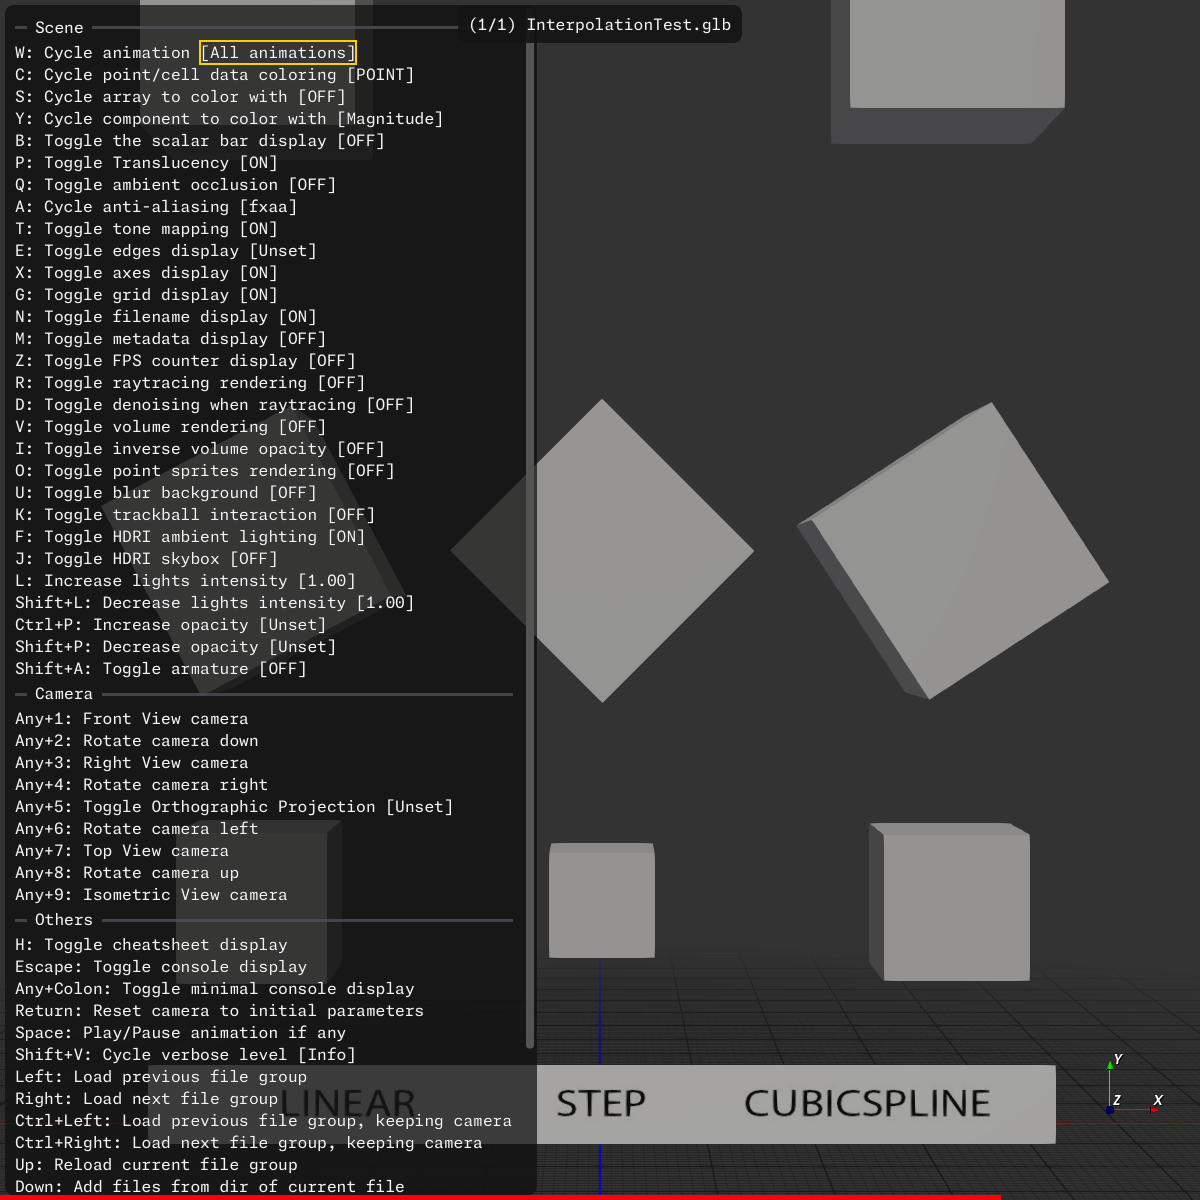 (1/1) InterpolationTest.glb
Scene
W: Cycle animation [All animations]
C: Cycle point/cell data coloring [POINT]
S: Cycle array to color with [OFF]
Y: Cycle component to color with [Magnitude]
B: Toggle the scalar bar display [OFF]
P: Toggle Translucency [ON]
Q: Toggle ambient occlusion [OFF]
A: Cycle anti-aliasing [fxaa]
T: Toggle tone mapping [ON]
E: Toggle edges display [Unset]
X: Toggle axes display [ON]
G: Toggle grid display [ON]
N: Toggle filename display [ON]
M: Toggle metadata display [OFF]
Z: Toggle FPS counter display [OFF]
R: Toggle raytracing rendering [OFF]
D: Toggle denoising when raytracing [OFF]
V: Toggle volume rendering [OFF]
I: Toggle inverse volume opacity [OFF]
O: Toggle point sprites rendering [OFF]
U: Toggle blur background [OFF]
K: Toggle trackball interaction [OFF]
F: Toggle HDRI ambient lighting [ON]
J: Toggle HDRI skybox [OFF]
L: Increase lights intensity [1.00]
Shift+L: Decrease lights intensity [1.00]
Ctrl+P: Increase opacity [Unset]
Shift+P: Decrease opacity [Unset]
Shift+A: Toggle armature [OFF]
Camera
Any+1: Front View camera
Any+2: Rotate camera down
Any+3: Right View camera
Any+4: Rotate camera right
Any+5: Toggle Orthographic Projection [Unset]
Any+6: Rotate camera left
Any+7: Top View camera
Any+8: Rotate camera up
Any+9: Isometric View camera
Others
H: Toggle cheatsheet display
Escape: Toggle console display
Any+Colon: Toggle minimal console display
Return: Reset camera to initial parameters
Space: Play/Pause animation if any
Shift+V: Cycle verbose level [Info]
Left: Load previous file group
Right: Load next file group
Ctrl+Left: Load previous file group, keeping camera
Ctrl+Right: Load next file group, keeping camera
Up: Reload current file group
Down: Add files from dir of current file
LINEAR STEP CUBICSPLINE
Y
Z X